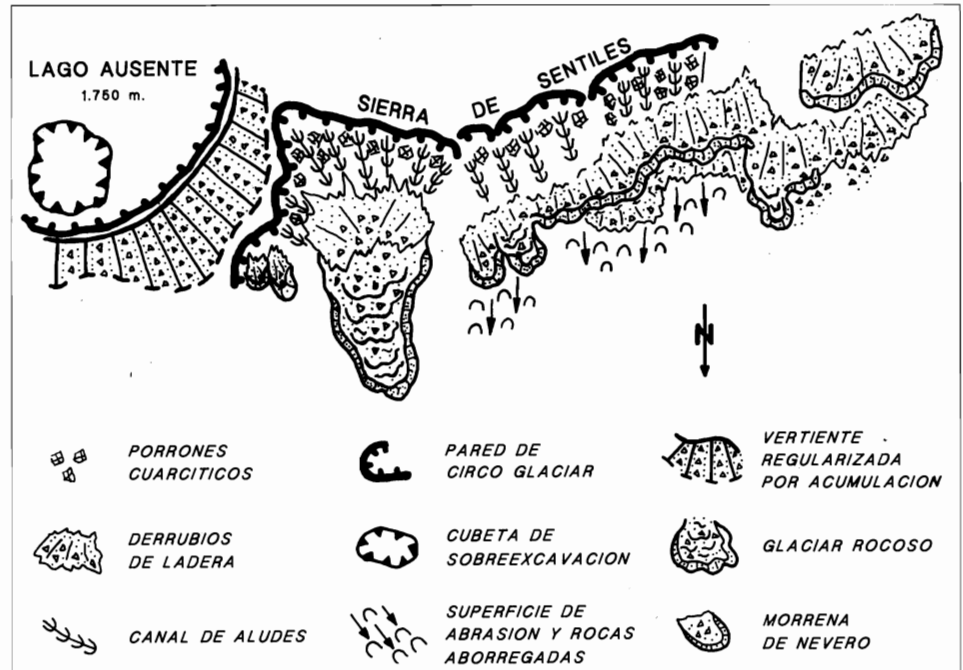 LAGO AUSENTE
1.760 m.
SIERRA DE SENTILES
N
PORRONES
CUARCITICOS
PARED DE
CIRCO GLACIAR
VERTIENTE
REGULARIZADA
POR ACUMULACION
DERRUBIOS
DE LADERA
CUBETA DE
SOBREEXCAVACION
GLACIAR ROCOSO
CANAL DE ALUDES
SUPERFICIE DE
ABRASION Y ROCAS
ABORREGADAS
MORRENA
DE NEVERO